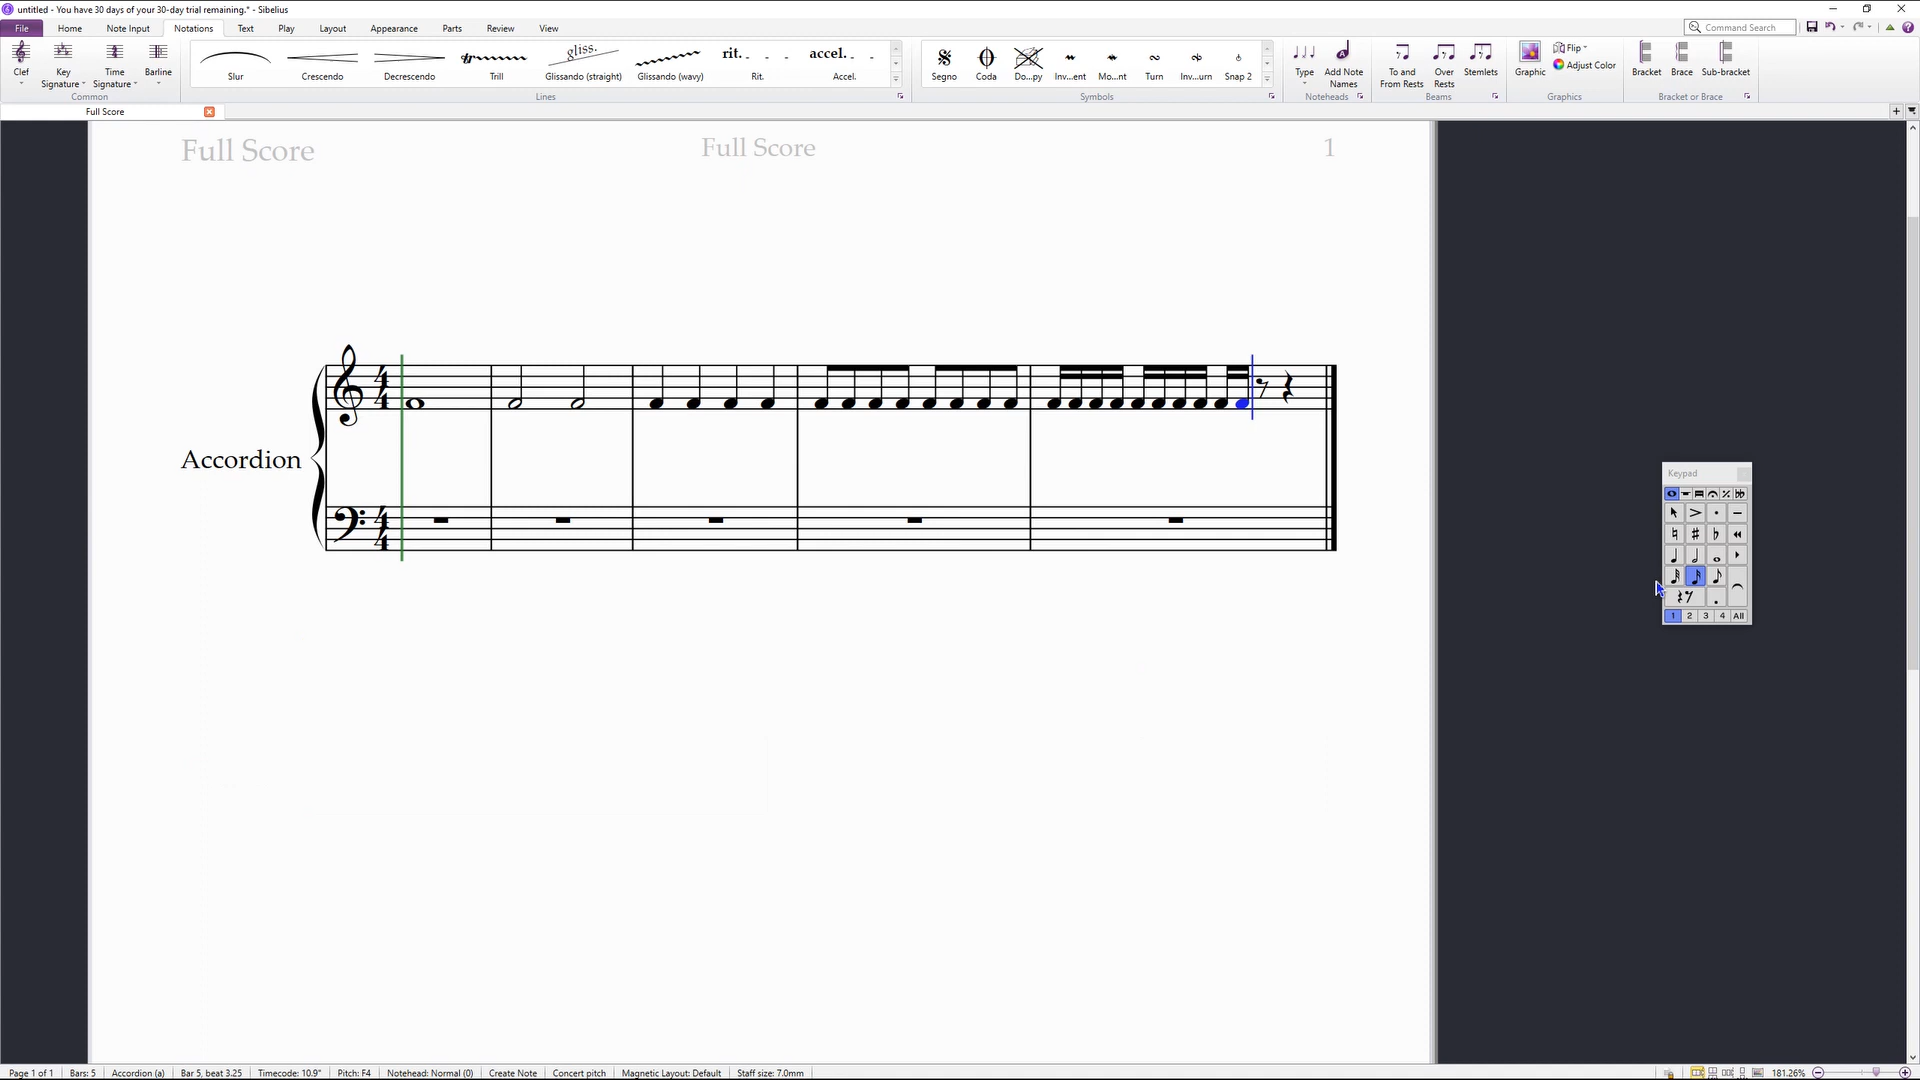 untitled - You have 30 days of your 30-day trial remaining.* - Sibelius
File Home Note Input Notations Text Play Layout Appearance Parts Review View Command Search
gliss. rit. accel.
Clef Key Signature Time Signature Barline
Slur Crescendo Decrescendo Trill Glissando (straight) Glissando (wavy) Rit. Accel.
Segno Coda Do...py Inv....ent Mo...nt Turn Inv....urn Snap 2
Type Add Note Names To and From Rests Over Rests Stemlets Graphic Flip Adjust Color Bracket Brace Sub-bracket
Common Lines Symbols Noteheads Beams Graphics Bracket or Brace
Full Score
Full Score Full Score 1
4
4
Accordion
4
4
Keypad
1 2 3 4 All
Page 1 of 1 Bars: 5 Accordion (a) Bar 5, beat 3.25 Timecode: 10.9" Pitch: F4 Notehead: Normal (0) Create Note Concert pitch Magnetic Layout: Default Staff size: 7.0mm 181.26%